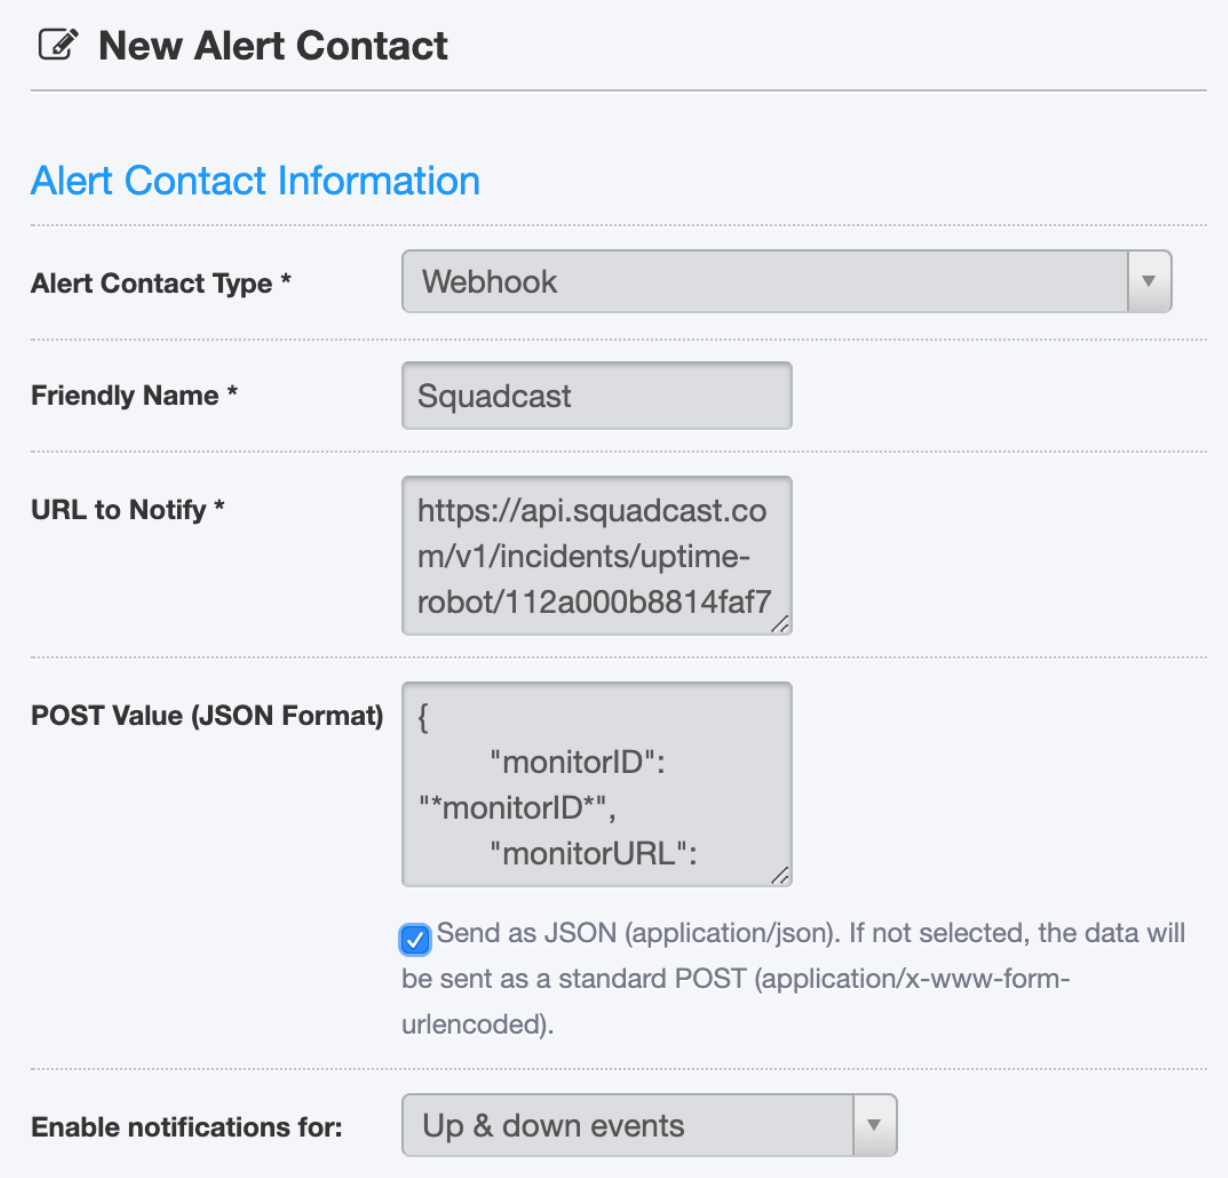 New Alert Contact
Alert Contact Information
Alert Contact Type *
Webhook
Friendly Name *
Squadcast
URL to Notify *
https://api.squadcast.co
m/v1/incidents/uptime-
robot/112a000b8814faf7
POST Value (JSON Format)
{
"monitorID":
"*monitorID*",
"monitorURL":
Send as JSON (application/json). If not selected, the data will
be sent as a standard POST (application/x-www-form-
urlencoded).
Enable notifications for:
Up & down events